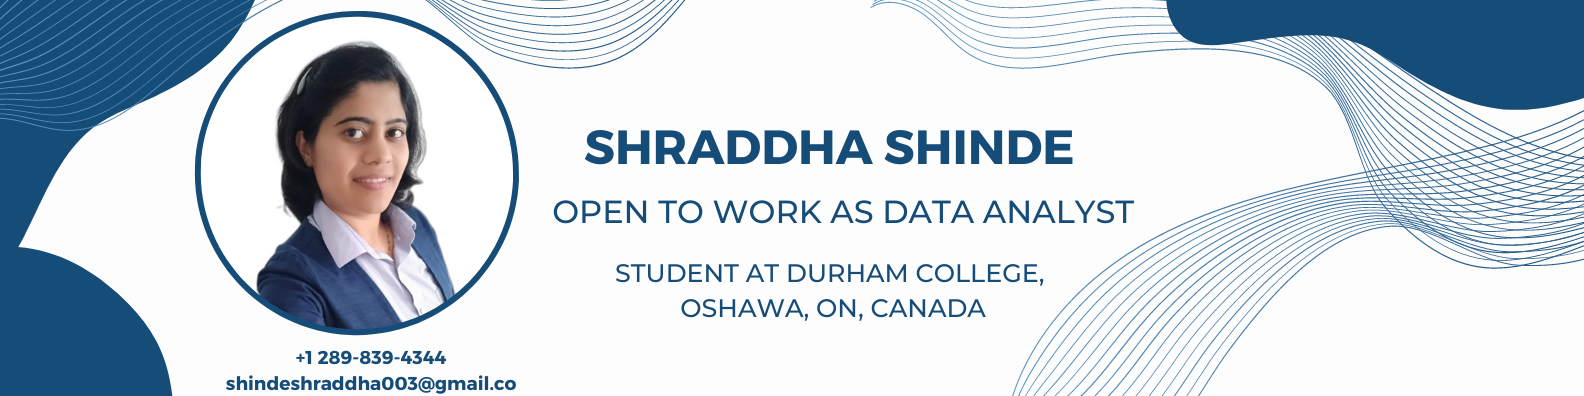 SHRADDHA SHINDE
OPEN TO WORK AS DATA ANALYST
STUDENT AT DURHAM COLLEGE,
OSHAWA, ON, CANADA
+1 289-839-4344
shindeshraddha003@gmail.co